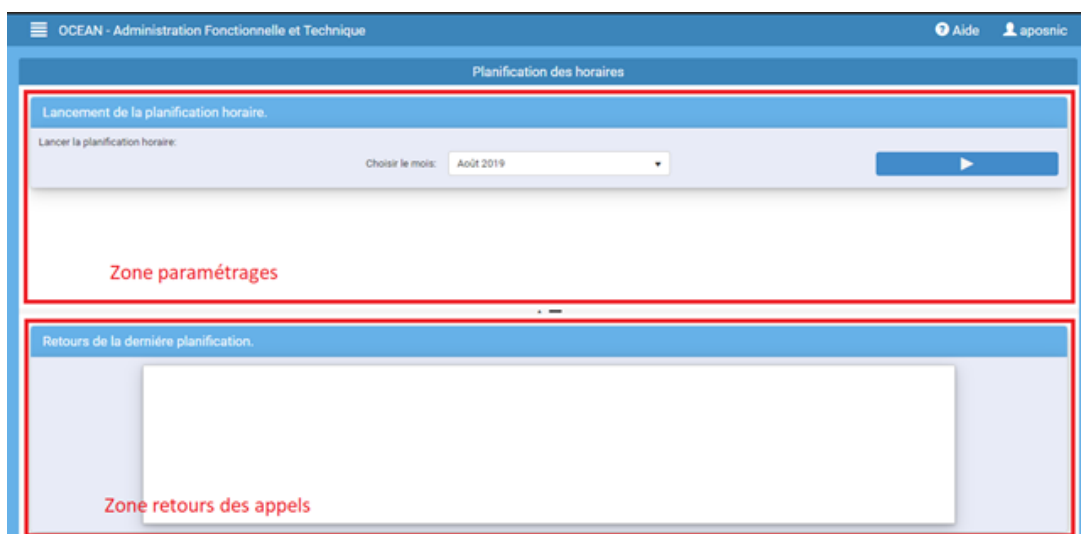 OCEAN - Administration Fonctionnelle et Technique
Aide
aposnic
Planification des horaires
Lancement de la planification horaire.
Lancer la planification horaire:
Choisir le mois:
Août 2019
Zone paramétrages
Retours de la derniére planification.
Zone retours des appels